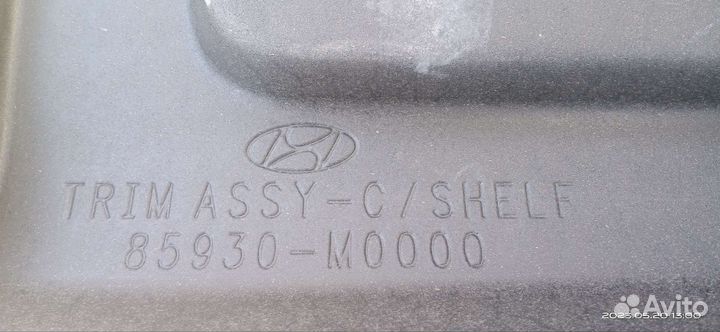 TRIM ASSY-C/SHELF
85930-M0000
Avito
2023.05.20 13:00